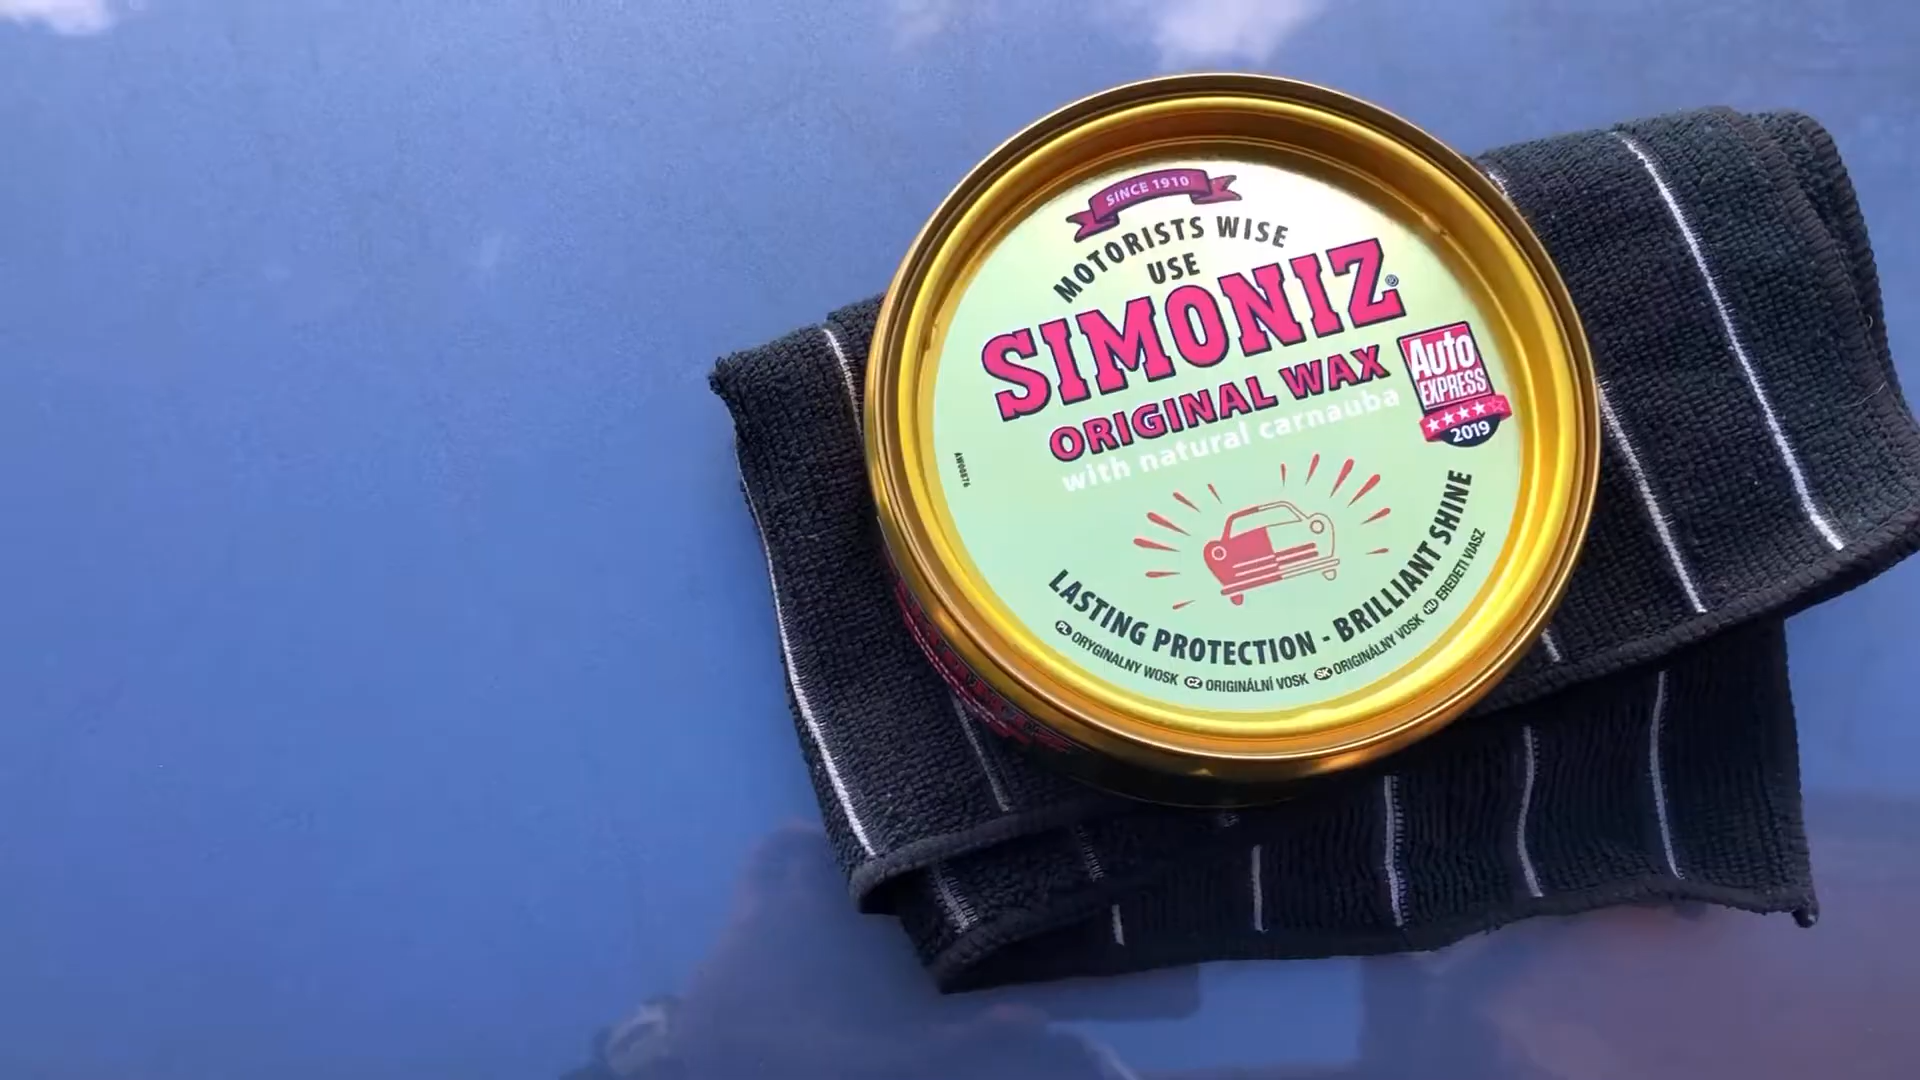 SINCE 1910
MOTORISTS WISE
USE
SIMONIZ®
ORIGINAL WAX
with natural carnauba
Auto
EXPRESS
2019
AW0876
LASTING PROTECTION - BRILLIANT SHINE
PL ORYGINALNY WOSK CZ ORIGINÁLNÍ VOSK SK ORIGINÁLNY VOSK HU EREDETI VIASZ